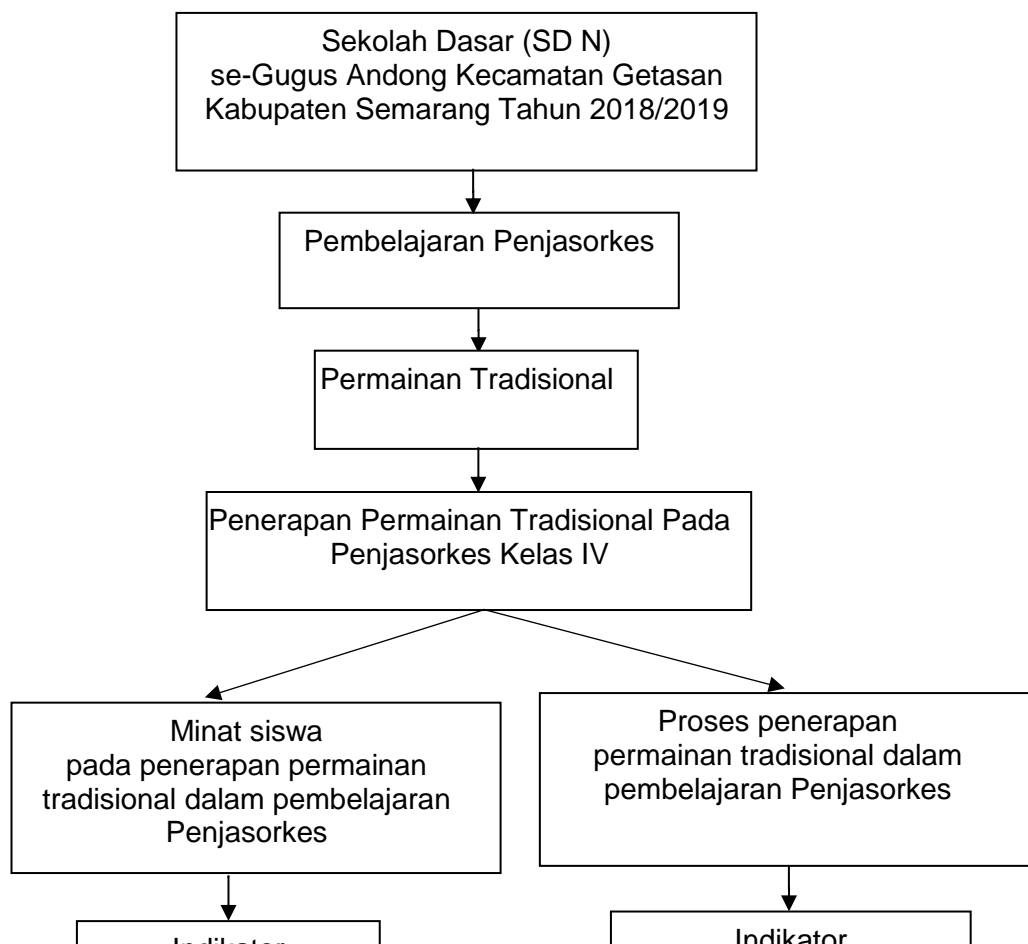 Sekolah Dasar (SD N)
se-Gugus Andong Kecamatan Getasan
Kabupaten Semarang Tahun 2018/2019
Pembelajaran Penjasorkes
Permainan Tradisional
Penerapan Permainan Tradisional Pada
Penjasorkes Kelas IV
Minat siswa
pada penerapan permainan
tradisional dalam pembelajaran
Penjasorkes
Proses penerapan
permainan tradisional dalam
pembelajaran Penjasorkes
Indikator
Indikator